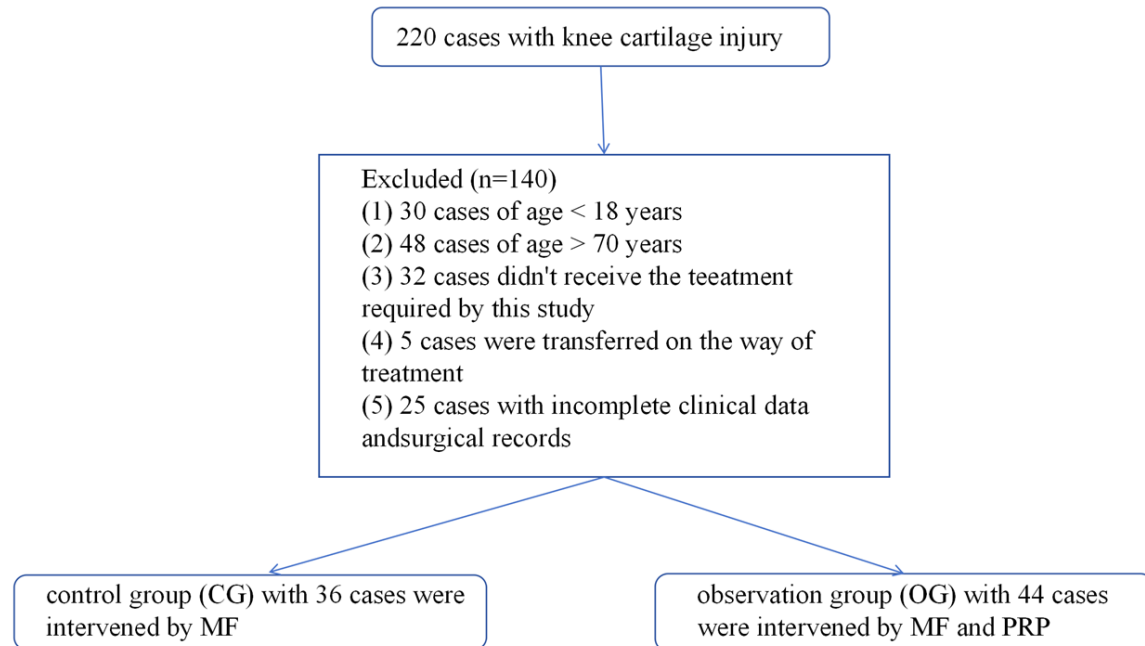 220 cases with knee cartilage injury
Excluded (n=140)
(1) 30 cases of age < 18 years
(2) 48 cases of age > 70 years
(3) 32 cases didn't receive the teeatment
required by this study
(4) 5 cases were transferred on the way of
treatment
(5) 25 cases with incomplete clinical data
andsurgical records
control group (CG) with 36 cases were
intervened by MF
observation group (OG) with 44 cases
were intervened by MF and PRP